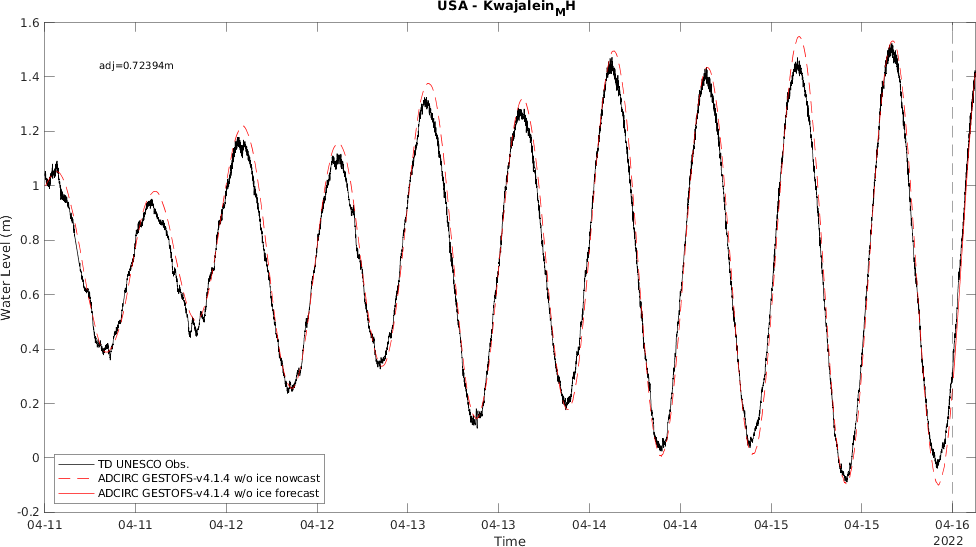 USA - Kwajalein_MH
adj=0.72394m
1.6
1.4
1.2
1
0.8
0.6
0.4
0.2
0
-0.2
Water Level (m)
TD UNESCO Obs.
ADCIRC GESTOFS-v4.1.4 w/o ice nowcast
ADCIRC GESTOFS-v4.1.4 w/o ice forecast
04-11 04-11 04-12 04-12 04-13 04-13 04-14 04-14 04-15 04-15 04-16
Time
2022